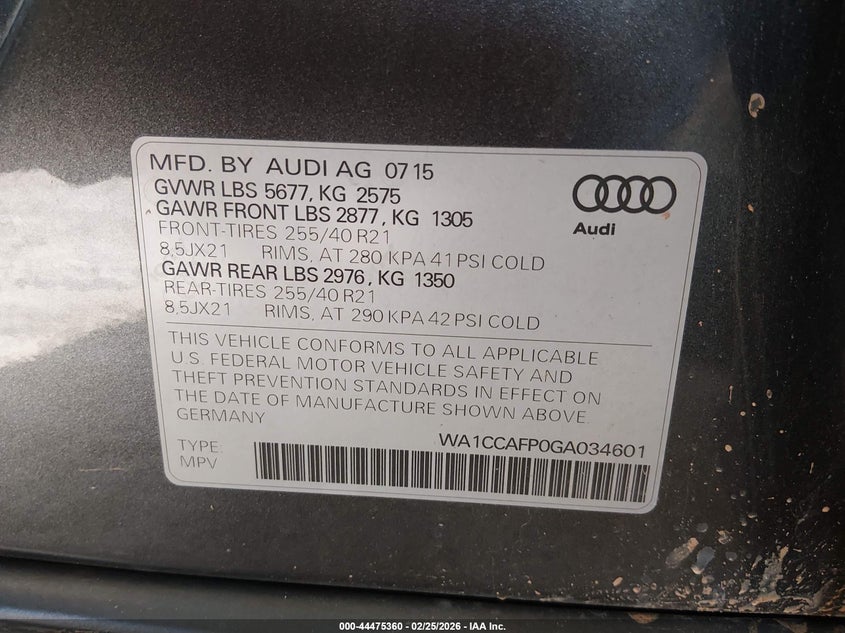 MFD. BY AUDI AG 07 15
GVWR LBS 5677, KG 2575
GAWR FRONT LBS 2877, KG 1305
FRONT-TIRES 255/40 R21
8,5JX21 RIMS, AT 280 KPA 41 PSI COLD
GAWR REAR LBS 2976, KG 1350
REAR-TIRES 255/40 R21
8,5JX21 RIMS, AT 290 KPA 42 PSI COLD
Audi
THIS VEHICLE CONFORMS TO ALL APPLICABLE
U.S. FEDERAL MOTOR VEHICLE SAFETY AND
THEFT PREVENTION STANDARDS IN EFFECT ON
THE DATE OF MANUFACTURE SHOWN ABOVE.
GERMANY
WA1CCAFP0GA034601
TYPE:
MPV
000-44475360 - 02/25/2026 - IAA Inc.